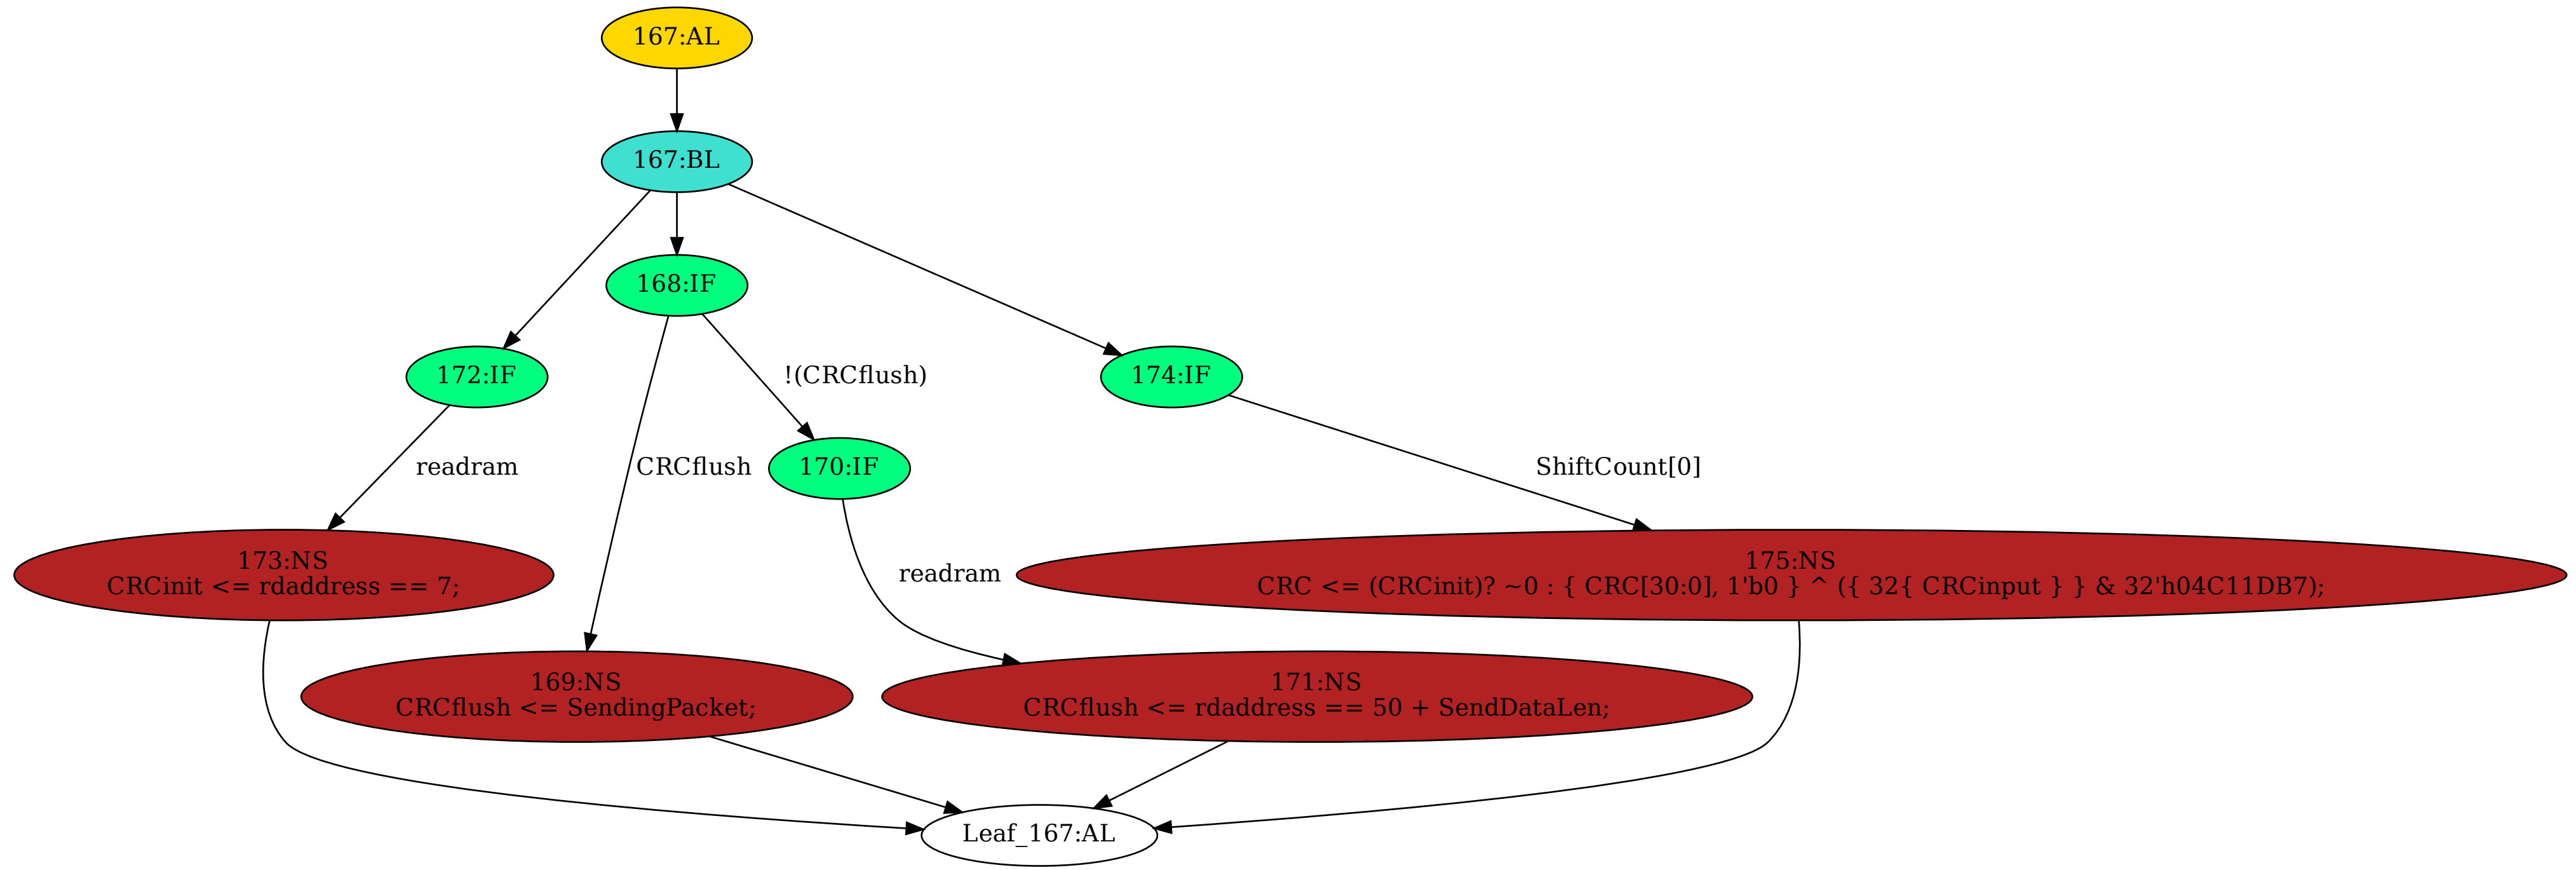 167:AL
167:BL
168:IF
172:IF
!(CRCflush)
174:IF
readram
CRCflush
170:IF
ShiftCount[0]
173:NS
CRCinit <= rdaddress == 7;
readram
175:NS
CRC <= (CRCinit)? ~0 : { CRC[30:0], 1'b0 } ^ ({ 32{ CRCinput } } & 32'h04C11DB7);
169:NS
CRCflush <= SendingPacket;
171:NS
CRCflush <= rdaddress == 50 + SendDataLen;
Leaf_167:AL